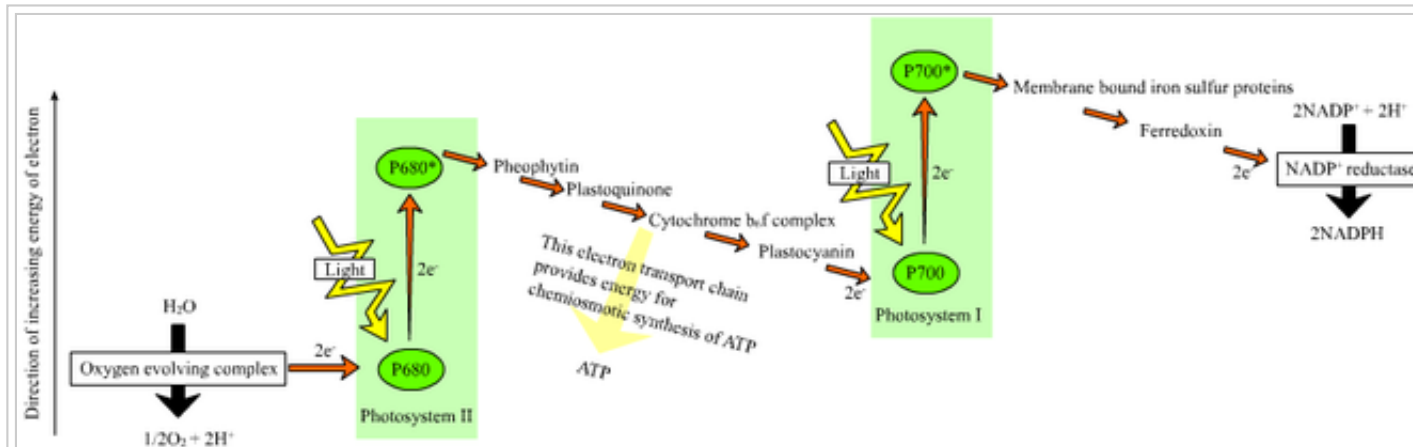 Direction of increasing energy of electron
H₂O
Oxygen evolving complex
1/2O₂ + 2H⁺
2e⁻
Light
P680*
2e⁻
P680
Photosystem II
Pheophytin
Plastoquinone
Cytochrome b₆f complex
Plastocyanin
2e⁻
This electron transport chain
provides energy for
chemiosmotic synthesis of ATP
ATP
Light
P700*
2e⁻
P700
Photosystem I
Membrane bound iron sulfur proteins
Ferredoxin
2e⁻
2NADP⁺ + 2H⁺
NADP⁺ reductase
2NADPH